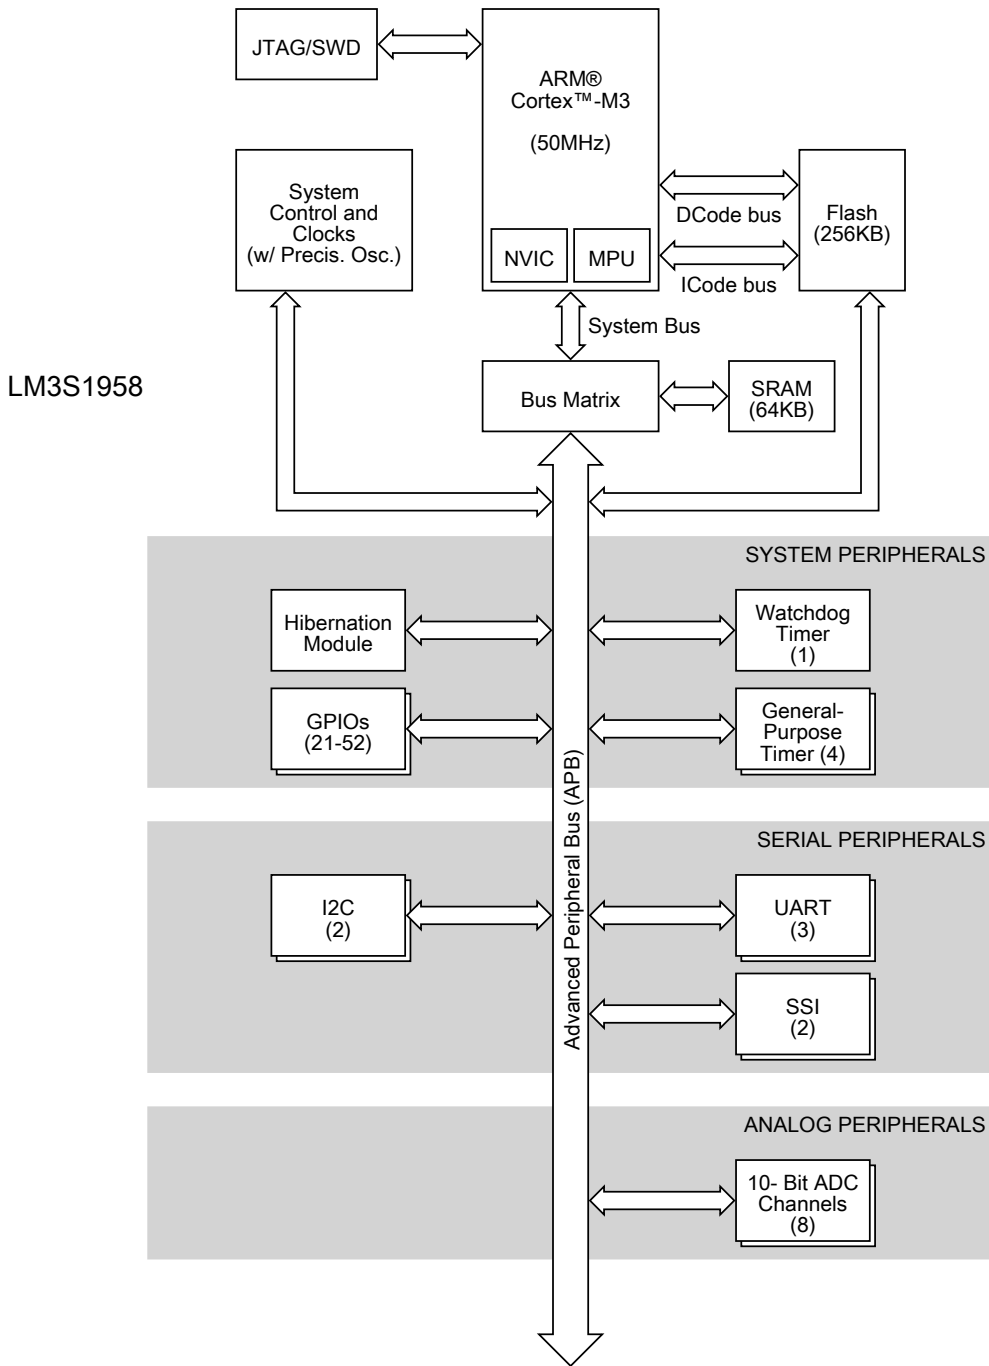 JTAG/SWD
ARM®
Cortex™-M3
(50MHz)
System
Control and
Clocks
(w/ Precis. Osc.)
NVIC
MPU
DCode bus
ICode bus
Flash
(256KB)
System Bus
LM3S1958
Bus Matrix
SRAM
(64KB)
SYSTEM PERIPHERALS
Hibernation
Module
Watchdog
Timer
(1)
GPIOs
(21-52)
General-
Purpose
Timer (4)
Advanced Peripheral Bus (APB)
SERIAL PERIPHERALS
I2C
(2)
UART
(3)
SSI
(2)
ANALOG PERIPHERALS
10- Bit ADC
Channels
(8)